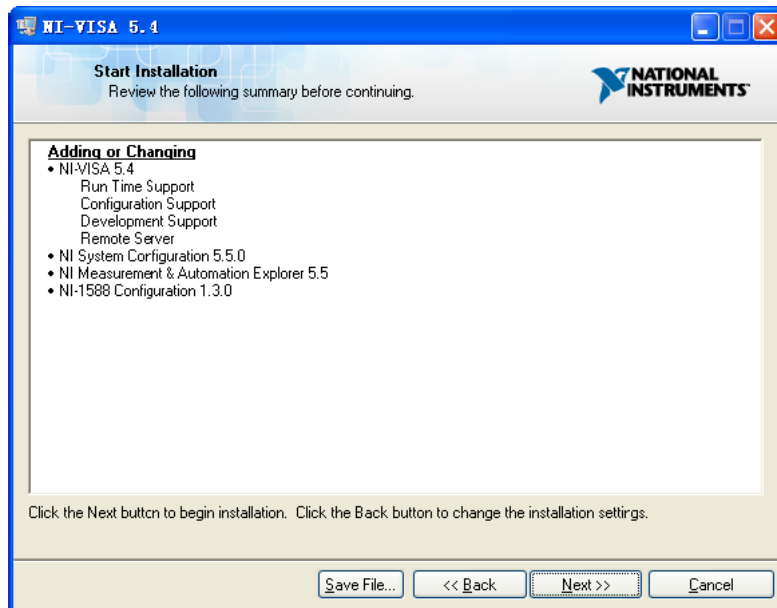 NI-VISA 5.4
Start Installation
Review the following summary before continuing.
NATIONAL
INSTRUMENTS™
Adding or Changing
• NI-VISA 5.4
Run Time Support
Configuration Support
Development Support
Remote Server
• NI System Configuration 5.5.0
• NI Measurement & Automation Explorer 5.5
• NI-1588 Configuration 1.3.0
Click the Next button to begin installation. Click the Back button to change the installation settings.
Save File... << Back Next >> Cancel